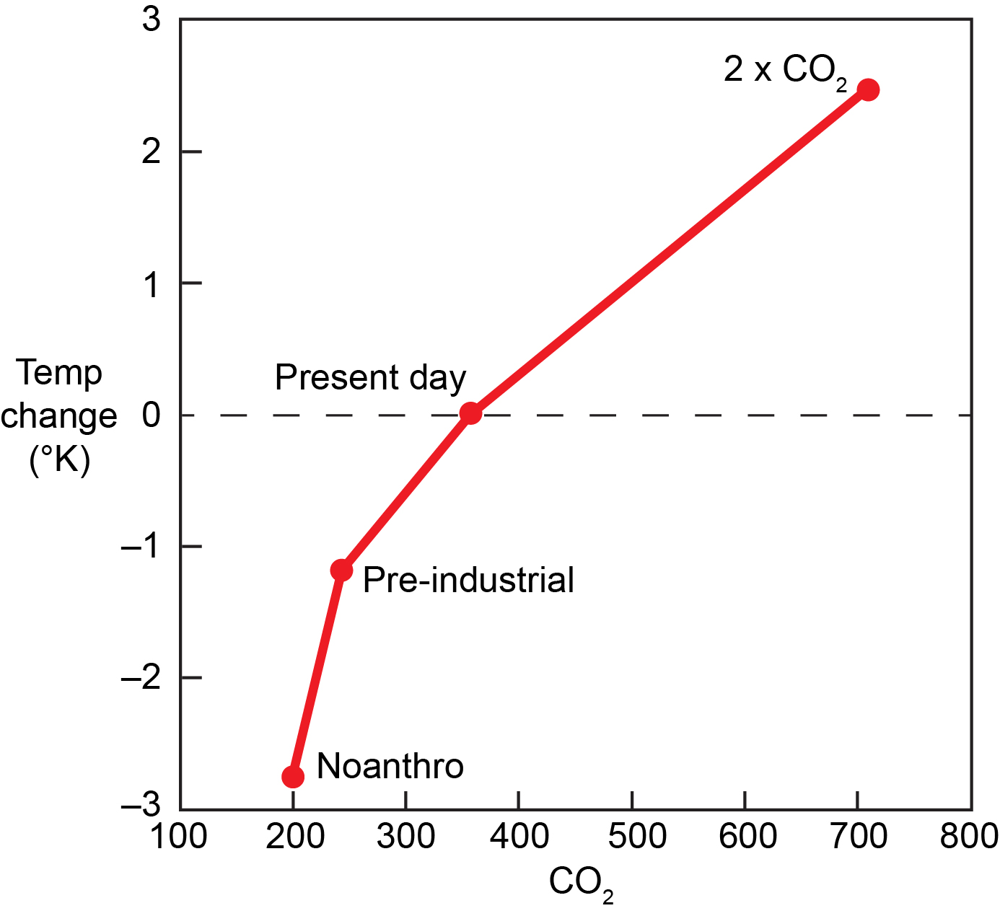 3
2 x CO₂
2
1
Present day
Temp
change
(°K)
0
–1
Pre-industrial
–2
Noanthro
–3
100 200 300 400 500 600 700 800
CO₂